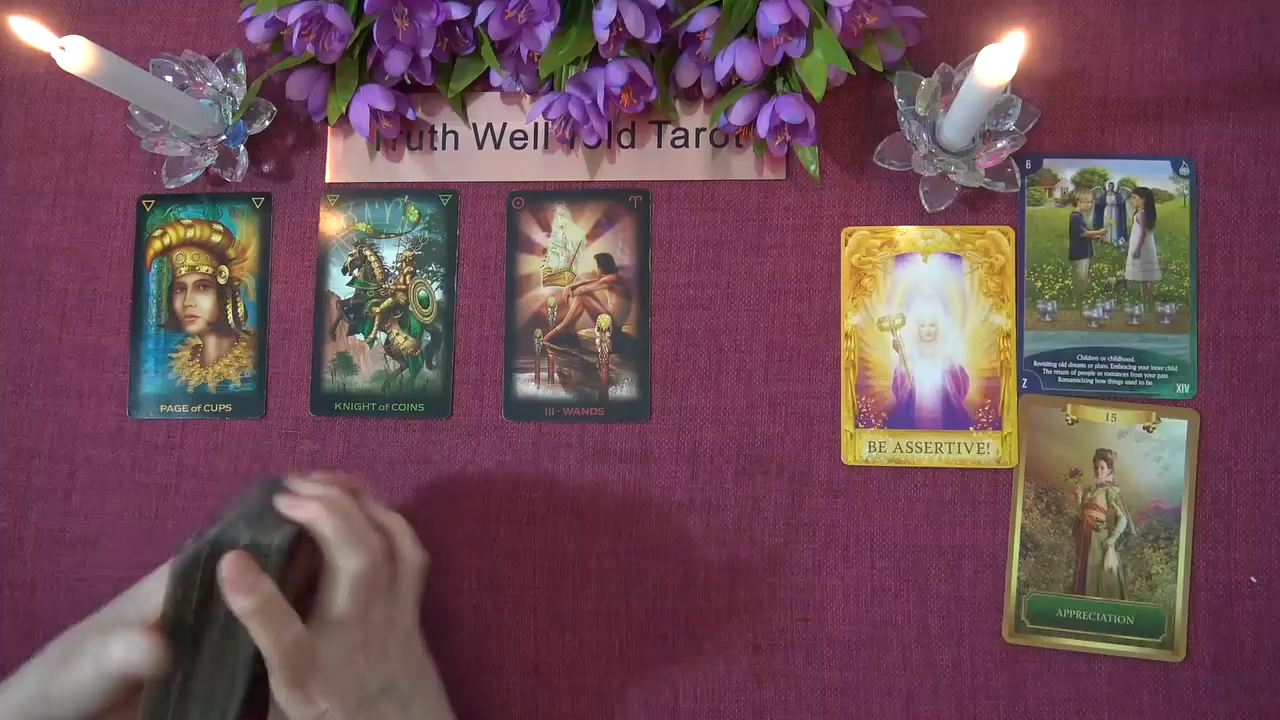 Truth Well Told Tarot
PAGE of CUPS
KNIGHT of COINS
III - WANDS
BE ASSERTIVE!
6
Children or childhood.
Revisiting old dreams or plans. Embracing your inner child.
The return of people or romances from your past.
Romanticizing how things used to be.
Z
XIV
15
APPRECIATION